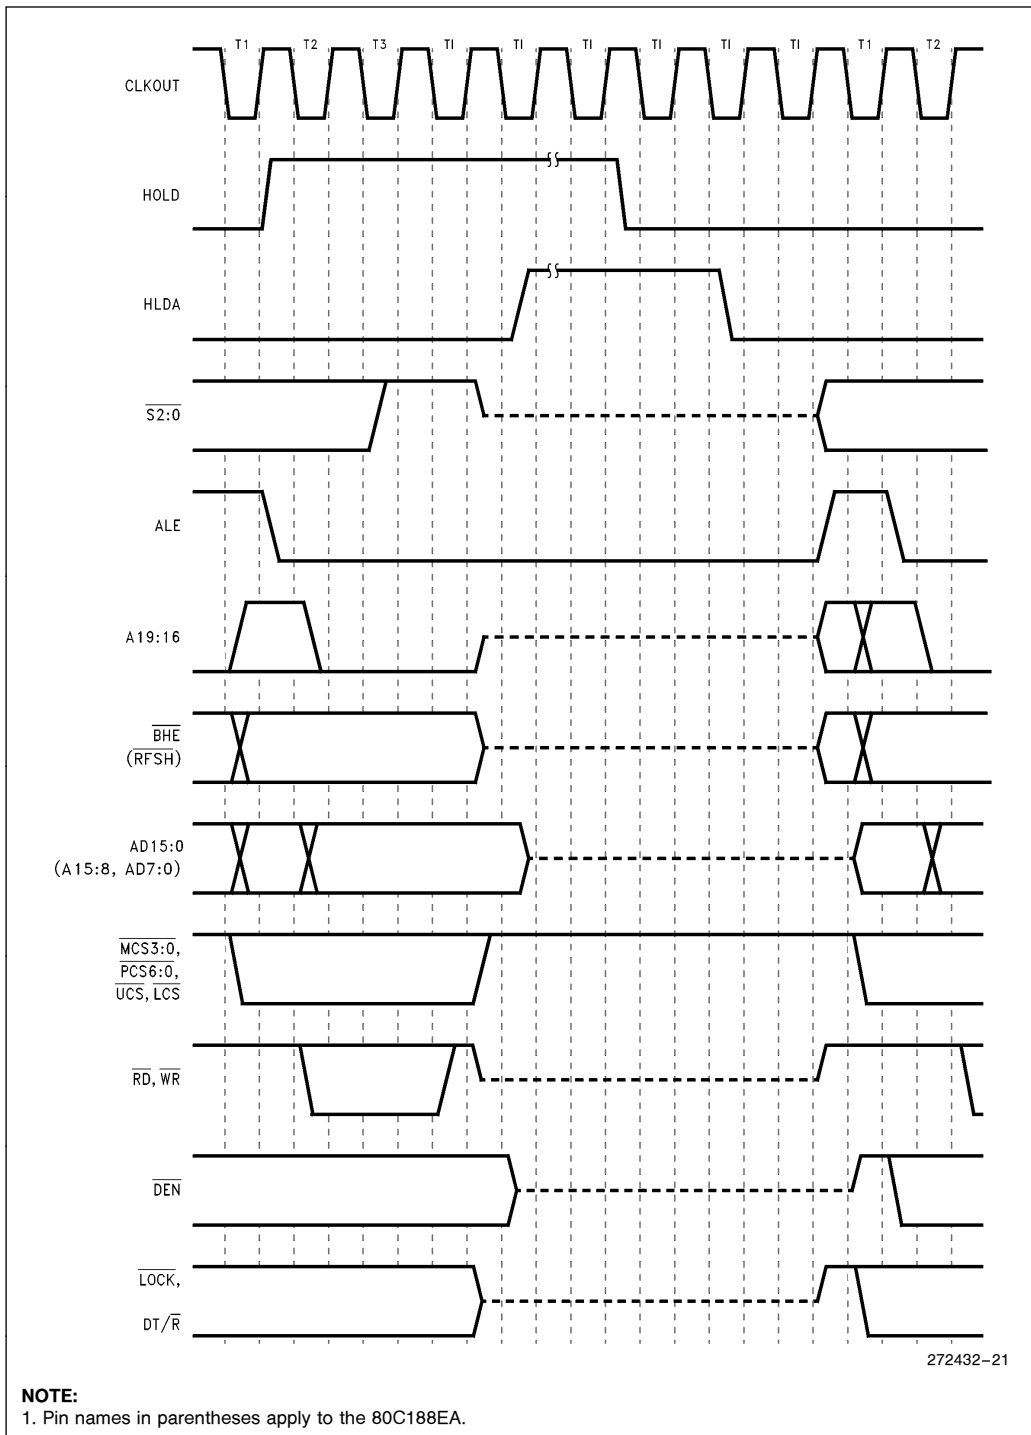 T1 T2 T3 TI TI TI TI TI TI T1 T2
CLKOUT
HOLD
HLDA
S2:0
ALE
A19:16
BHE
(RFSH)
AD15:0
(A15:8, AD7:0)
MCS3:0,
PCS6:0,
UCS, LCS
RD, WR
DEN
LOCK,
DT/R
272432–21
NOTE:
1. Pin names in parentheses apply to the 80C188EA.